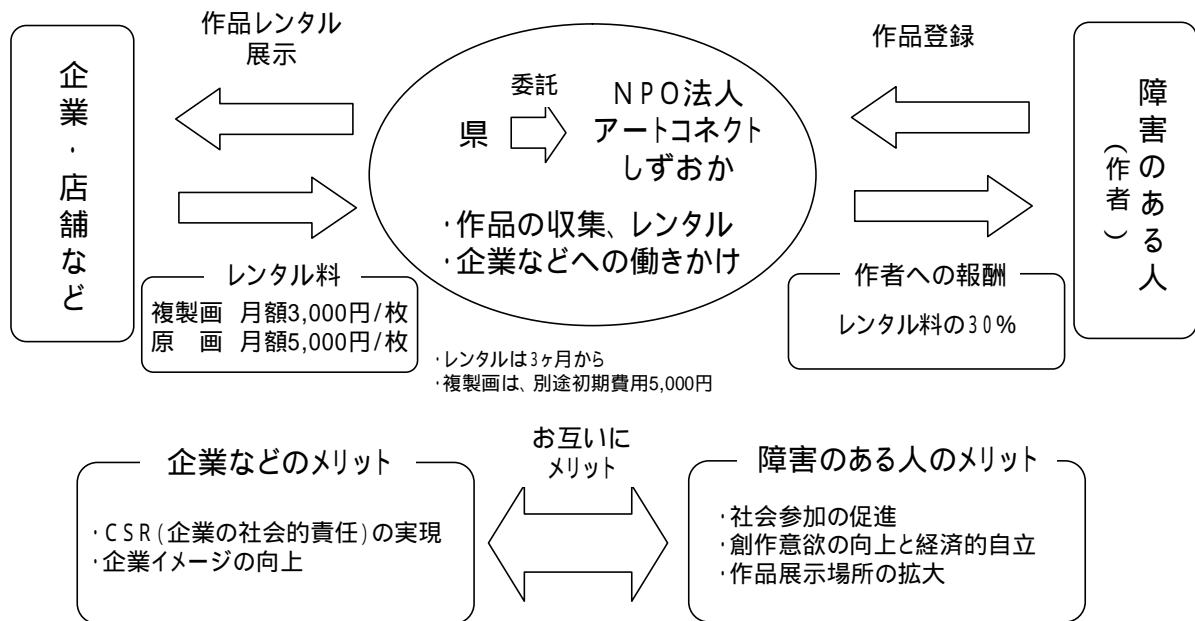 作品レンタル
展示
企業・店舗など
レンタル料
複製画 月額3,000円/枚
原 画 月額5,000円/枚
県
委託
NPO法人
アートコネクト
しずおか
・作品の収集、レンタル
・企業などへの働きかけ
・レンタルは3ヶ月から
・複製画は、別途初期費用5,000円
作品登録
障害のある人
(作者)
作者への報酬
レンタル料の30%
企業などのメリット
・CSR(企業の社会的責任)の実現
・企業イメージの向上
お互いに
メリット
障害のある人のメリット
・社会参加の促進
・創作意欲の向上と経済的自立
・作品展示場所の拡大